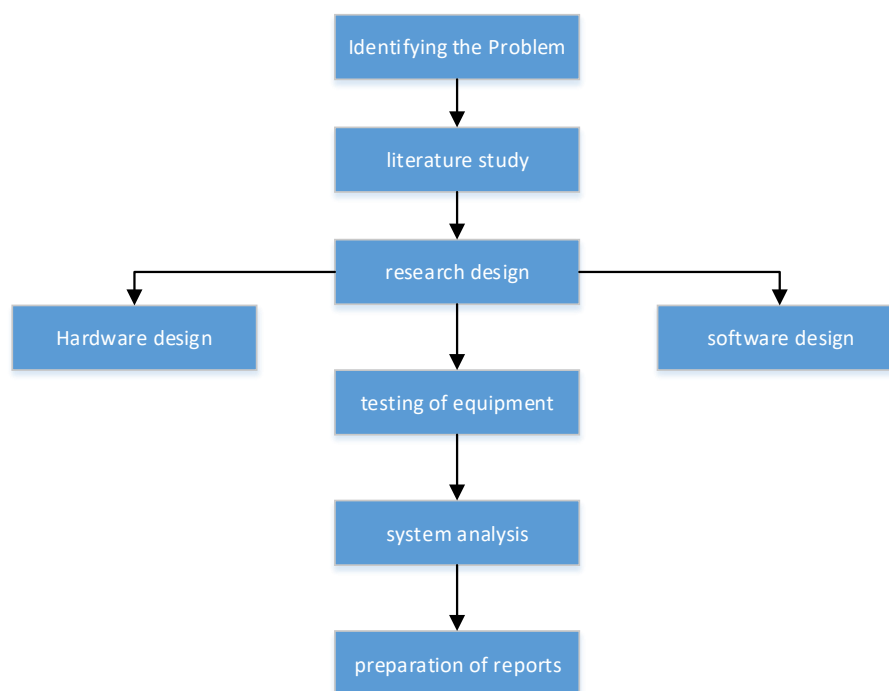 Identifying the Problem
literature study
research design
Hardware design
software design
testing of equipment
system analysis
preparation of reports